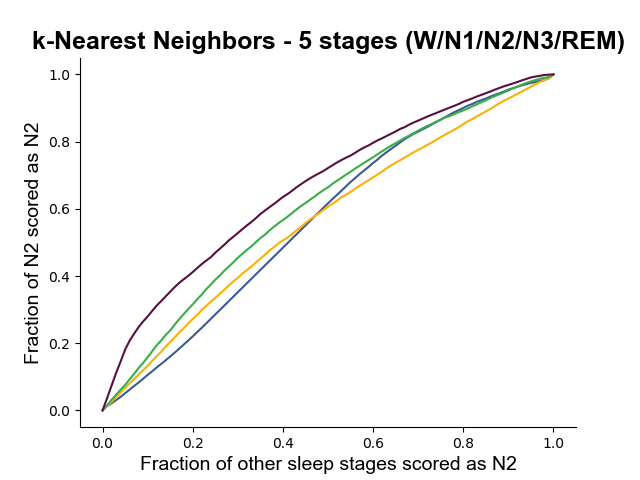 k-Nearest Neighbors - 5 stages (W/N1/N2/N3/REM)
1.0
0.8
0.6
0.4
0.2
0.0
Fraction of N2 scored as N2
0.0 0.2 0.4 0.6 0.8 1.0
Fraction of other sleep stages scored as N2